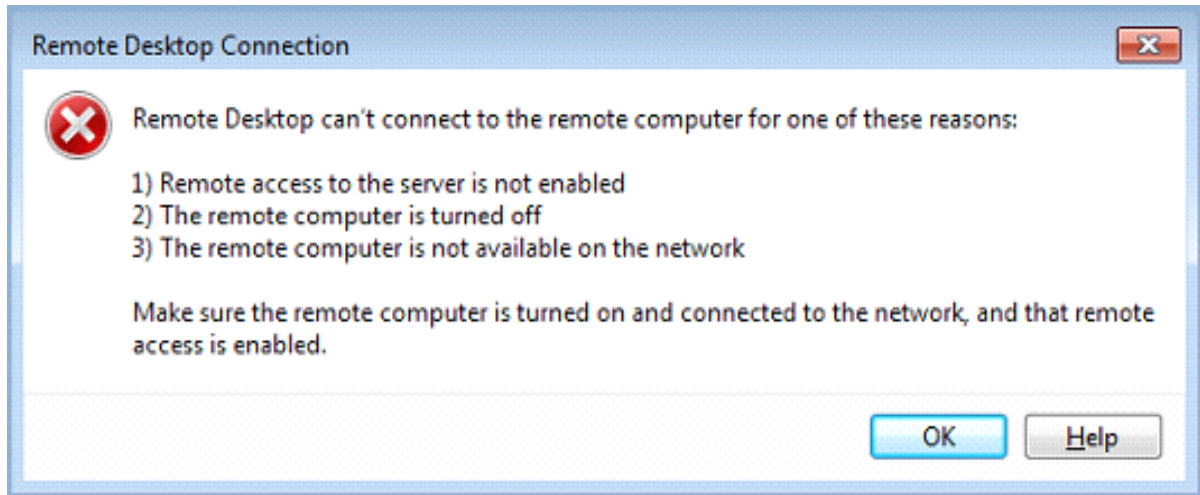 Remote Desktop Connection
Remote Desktop can't connect to the remote computer for one of these reasons:
1) Remote access to the server is not enabled
2) The remote computer is turned off
3) The remote computer is not available on the network
Make sure the remote computer is turned on and connected to the network, and that remote
access is enabled.
OK Help